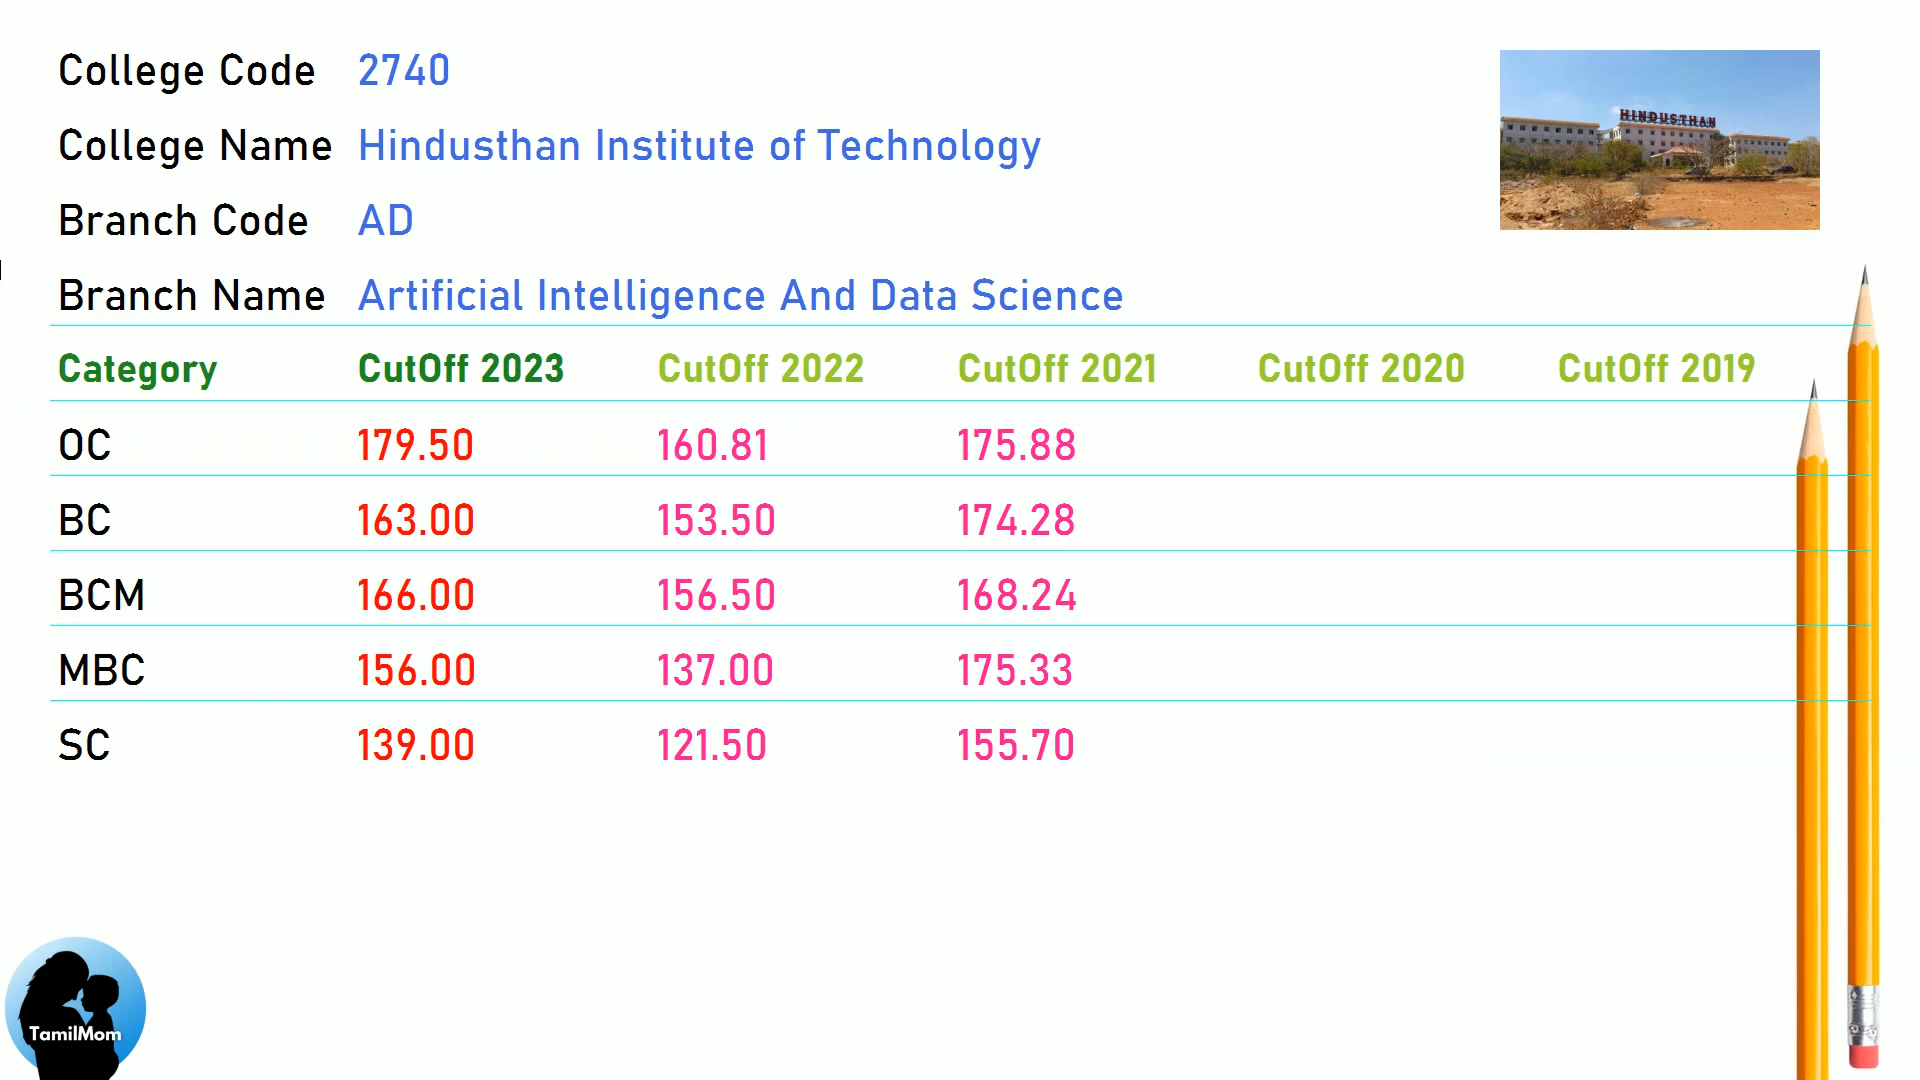 College Code 2740
College Name Hindusthan Institute of Technology
HINDUSTHAN
Branch Code AD
Branch Name Artificial Intelligence And Data Science
Category CutOff 2023 CutOff 2022 CutOff 2021 CutOff 2020 CutOff 2019
OC 179.50 160.81 175.88
BC 163.00 153.50 174.28
BCM 166.00 156.50 168.24
MBC 156.00 137.00 175.33
SC 139.00 121.50 155.70
TamilMom